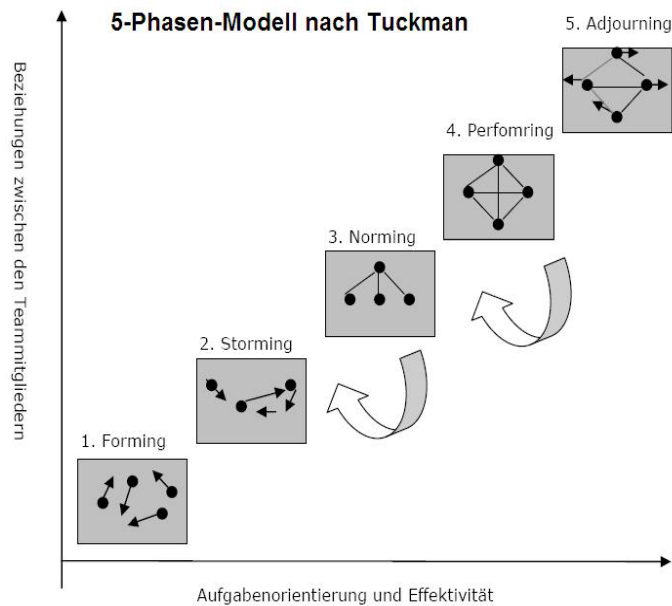 5-Phasen-Modell nach Tuckman
5. Adjourning
4. Perfomring
3. Norming
2. Storming
1. Forming
Beziehungen zwischen den Teammitgliedern
Aufgabenorientierung und Effektivität